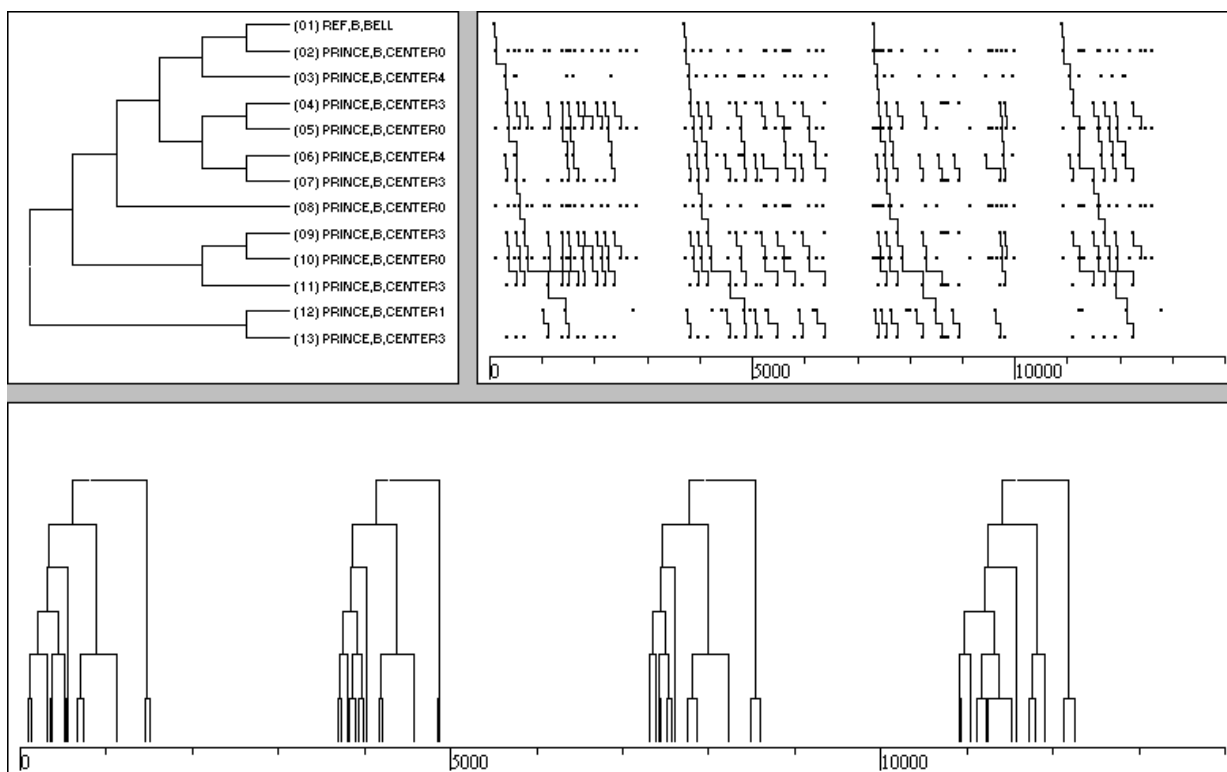 (01) REF,B,BELL
(02) PRINCE,B,CENTER0
(03) PRINCE,B,CENTER4
(04) PRINCE,B,CENTER3
(05) PRINCE,B,CENTER0
(06) PRINCE,B,CENTER4
(07) PRINCE,B,CENTER3
(08) PRINCE,B,CENTER0
(09) PRINCE,B,CENTER3
(10) PRINCE,B,CENTER0
(11) PRINCE,B,CENTER3
(12) PRINCE,B,CENTER1
(13) PRINCE,B,CENTER3
0 5000 10000
0 5000 10000